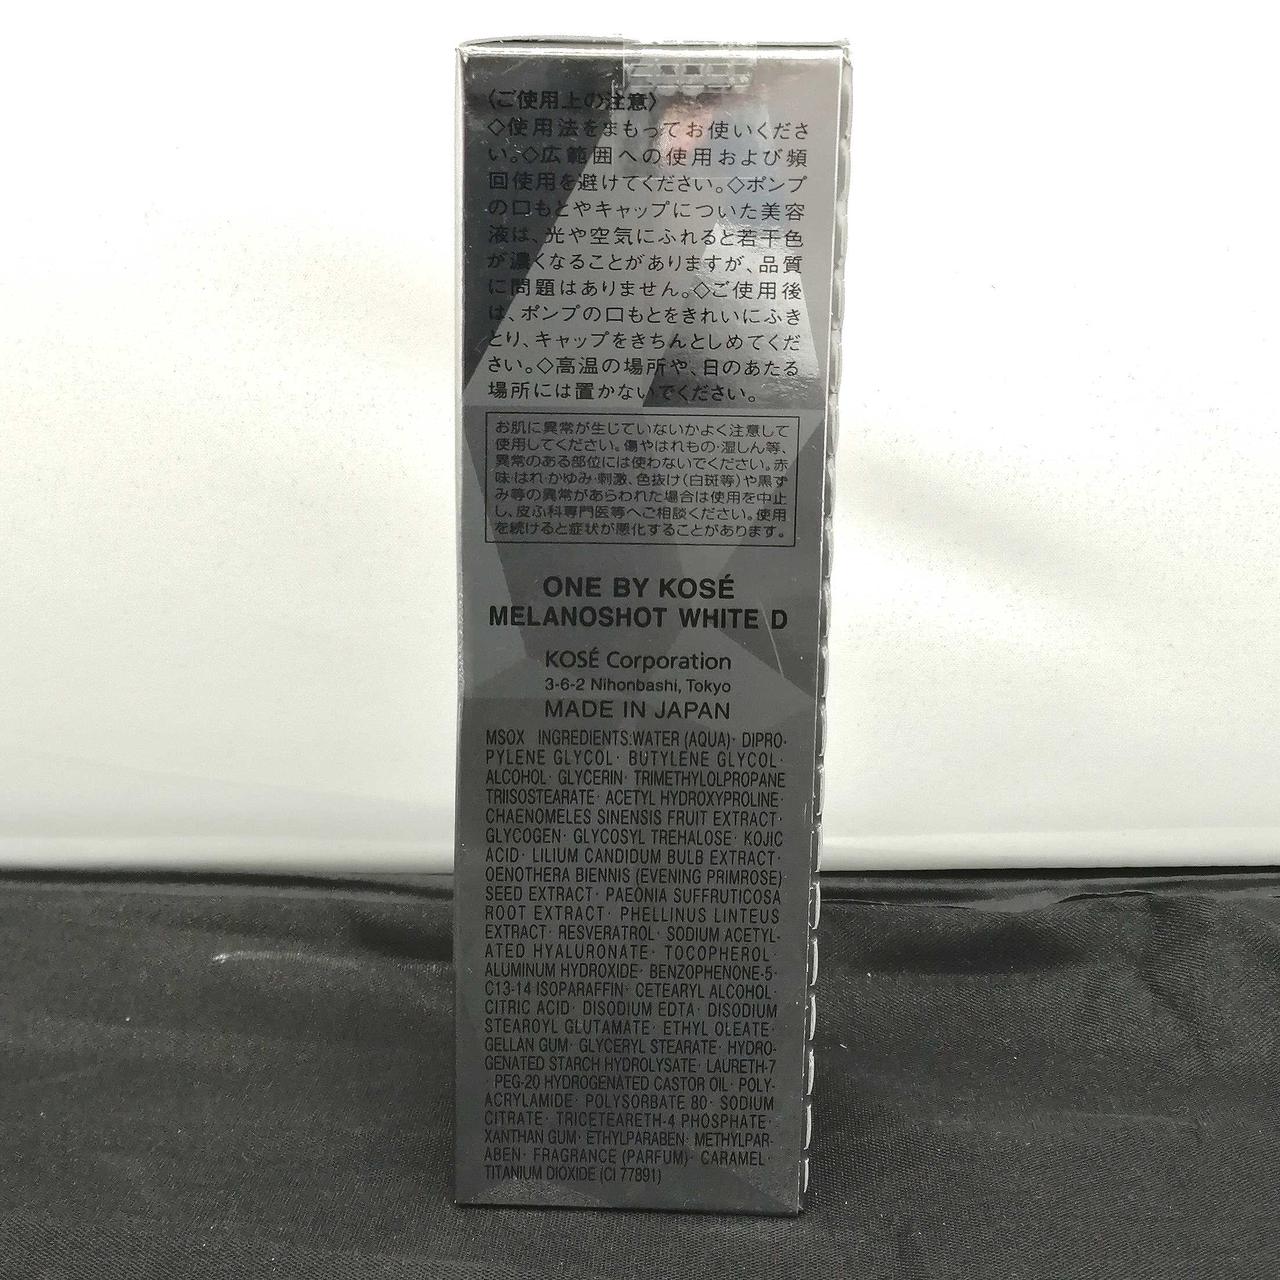 〈ご使用上の注意〉
◇使用法をまもってお使いくださ
い。◇広範囲への使用および頻
回使用を避けてください。◇ポンプ
の口もとやキャップについた美容
液は、光や空気にふれると若干色
が濃くなることがありますが、品質
に問題はありません。◇ご使用後
は、ポンプの口もとをきれいにふき
とり、キャップをきちんとしめてくだ
さい。◇高温の場所や、日のあたる
場所には置かないでください。
お肌に異常が生じていないかよく注意して
使用してください。傷やはれもの・湿しん等、
異常のある部位には使わないでください。赤
味・はれ・かゆみ・刺激、色抜け(白斑等)や黒ず
み等の異常があらわれた場合は使用を中止
し、皮ふ科専門医等へご相談ください。使用
を続けると症状が悪化することがあります。
ONE BY KOSÉ
MELANOSHOT WHITE D
KOSÉ Corporation
3-6-2 Nihonbashi, Tokyo
MADE IN JAPAN
MSOX INGREDIENTS:WATER (AQUA)· DIPRO-
PYLENE GLYCOL· BUTYLENE GLYCOL·
ALCOHOL· GLYCERIN· TRIMETHYLOLPROPANE
TRIISOSTEARATE· ACETYL HYDROXYPROLINE·
CHAENOMELES SINENSIS FRUIT EXTRACT·
GLYCOGEN· GLYCOSYL TREHALOSE· KOJIC
ACID· LILIUM CANDIDUM BULB EXTRACT·
OENOTHERA BIENNIS (EVENING PRIMROSE)
SEED EXTRACT· PAEONIA SUFFRUTICOSA
ROOT EXTRACT· PHELLINUS LINTEUS
EXTRACT· RESVERATROL· SODIUM ACETYL-
ATED HYALURONATE· TOCOPHEROL·
ALUMINUM HYDROXIDE· BENZOPHENONE-5·
C13-14 ISOPARAFFIN· CETEARYL ALCOHOL·
CITRIC ACID· DISODIUM EDTA· DISODIUM
STEAROYL GLUTAMATE· ETHYL OLEATE·
GELLAN GUM· GLYCERYL STEARATE· HYDRO-
GENATED STARCH HYDROLYSATE· LAURETH-7
· PEG-20 HYDROGENATED CASTOR OIL· POLY-
ACRYLAMIDE· POLYSORBATE 80· SODIUM
CITRATE· TRICETEARETH-4 PHOSPHATE·
XANTHAN GUM· ETHYLPARABEN· METHYLPAR-
ABEN· FRAGRANCE (PARFUM)· CARAMEL·
TITANIUM DIOXIDE (CI 77891)